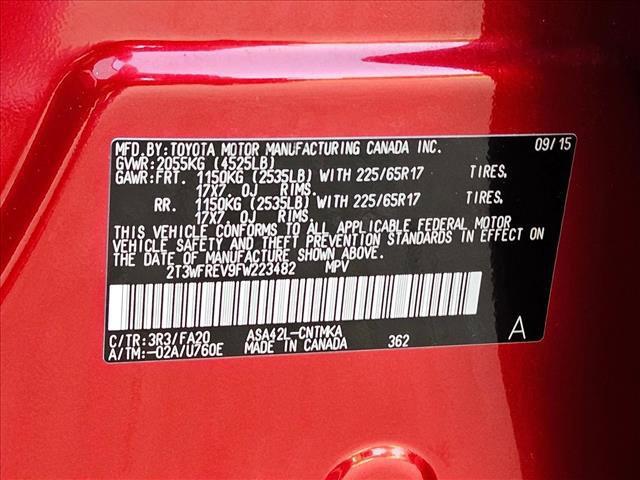 MFD.BY: TOYOTA MOTOR MANUFACTURING CANADA INC. 09/15
GVWR: 2055KG (4525LB)
GAWR:FRT. 1150KG (2535LB) WITH 225/65R17 TIRES,
17X7.0J RIMS.
RR. 1150KG (2535LB) WITH 225/65R17 TIRES,
17X7.0J RIMS.
THIS VEHICLE CONFORMS TO ALL APPLICABLE FEDERAL MOTOR
VEHICLE SAFETY AND THEFT PREVENTION STANDARDS IN EFFECT ON
THE DATE OF MANUFACTURE SHOWN ABOVE.
2T3WFREV9FW223482 MPV
C/TR:3R3/FA20 ASA42L-CNTMKA 362 A
A/TM:-02A/U760E MADE IN CANADA